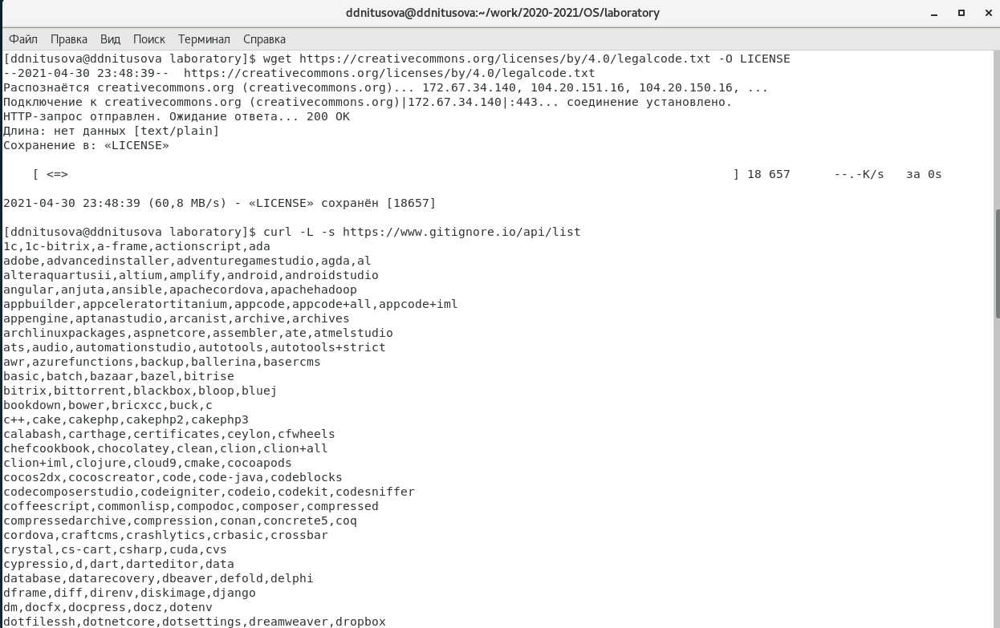 ddnitusova@ddnitusova:~/work/2020-2021/OS/laboratory
Файл Правка Вид Поиск Терминал Справка
[ddnitusova@ddnitusova laboratory]$ wget https://creativecommons.org/licenses/by/4.0/legalcode.txt -O LICENSE
--2021-04-30 23:48:39--  https://creativecommons.org/licenses/by/4.0/legalcode.txt
Распознаётся creativecommons.org (creativecommons.org)... 172.67.34.140, 104.20.151.16, 104.20.150.16, ...
Подключение к creativecommons.org (creativecommons.org)|172.67.34.140|:443... соединение установлено.
HTTP-запрос отправлен. Ожидание ответа... 200 OK
Длина: нет данных [text/plain]
Сохранение в: «LICENSE»
[ <=> ] 18 657 --.-K/s за 0s
2021-04-30 23:48:39 (60,8 MB/s) - «LICENSE» сохранён [18657]
[ddnitusova@ddnitusova laboratory]$ curl -L -s https://www.gitignore.io/api/list
1c,1c-bitrix,a-frame,actionscript,ada
adobe,advancedinstaller,adventuregamestudio,agda,al
alteraquartusii,altium,amplify,android,androidstudio
angular,anjuta,ansible,apachecordova,apachehadoop
appbuilder,appceleratortitanium,appcode,appcode+all,appcode+iml
appengine,aptanastudio,arcanist,archive,archives
archlinuxpackages,aspnetcore,assembler,ate,atmelstudio
ats,audio,automationstudio,autotools,autotools+strict
awr,azurefunctions,backup,ballerina,basercms
basic,batch,bazaar,bazel,bitrise
bitrix,bittorrent,blackbox,bloop,bluej
bookdown,bower,bricxcc,buck,c
c++,cake,cakephp,cakephp2,cakephp3
calabash,carthage,certificates,ceylon,cfwheels
chefcookbook,chocolatey,clean,clion,clion+all
clion+iml,clojure,cloud9,cmake,cocoapods
cocos2dx,cocoscreator,code,code-java,codeblocks
codecomposerstudio,codeigniter,codeio,codekit,codesniffer
coffeescript,commonlisp,compodoc,composer,compressed
compressedarchive,compression,conan,concrete5,coq
cordova,craftcms,crashlytics,crbasic,crossbar
crystal,cs-cart,csharp,cuda,cvs
cypressio,d,dart,darteditor,data
database,datarecovery,dbeaver,defold,delphi
dframe,diff,direnv,diskimage,django
dm,docfx,docpress,docz,dotenv
dotfilessh,dotnetcore,dotsettings,dreamweaver,dropbox